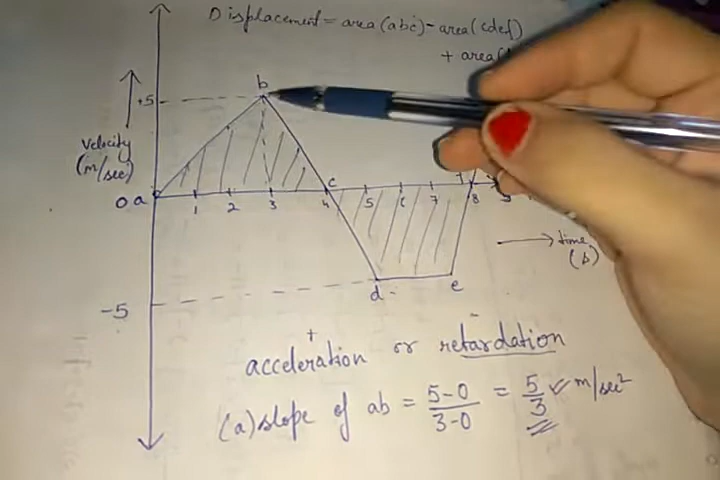 Displacement = area (abc) - area (cdef)
+ area(
b
+5
velocity
(m/sec)
0 a 1 2 3 4 c 5 6 7 f 8 9
time
(s)
-5
d e
+ -
acceleration or retardation
(a) slope of ab = 5-0/3-0 = 5/3 m/sec²